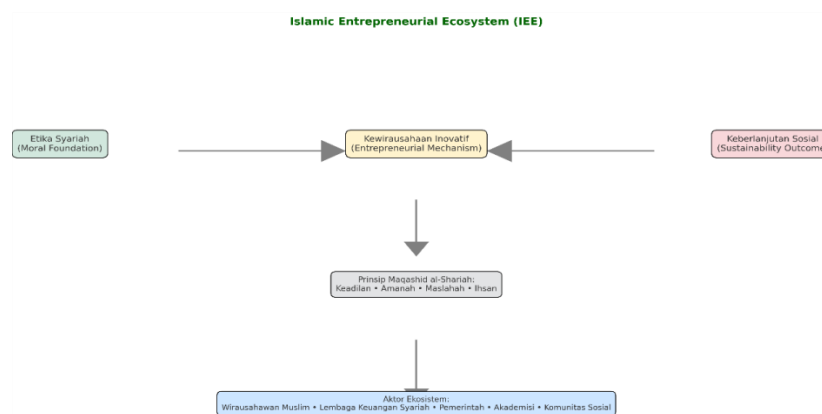 Islamic Entrepreneurial Ecosystem (IEE)
Etika Syariah
(Moral Foundation)
Kewirausahaan Inovatif
(Entrepreneurial Mechanism)
Keberlanjutan Sosial
(Sustainability Outcome
Prinsip Maqashid al-Shariah:
Keadilan • Amanah • Maslahah • Ihsan
Aktor Ekosistem:
Wirausahawan Muslim • Lembaga Keuangan Syariah • Pemerintah • Akademisi • Komunitas Sosial